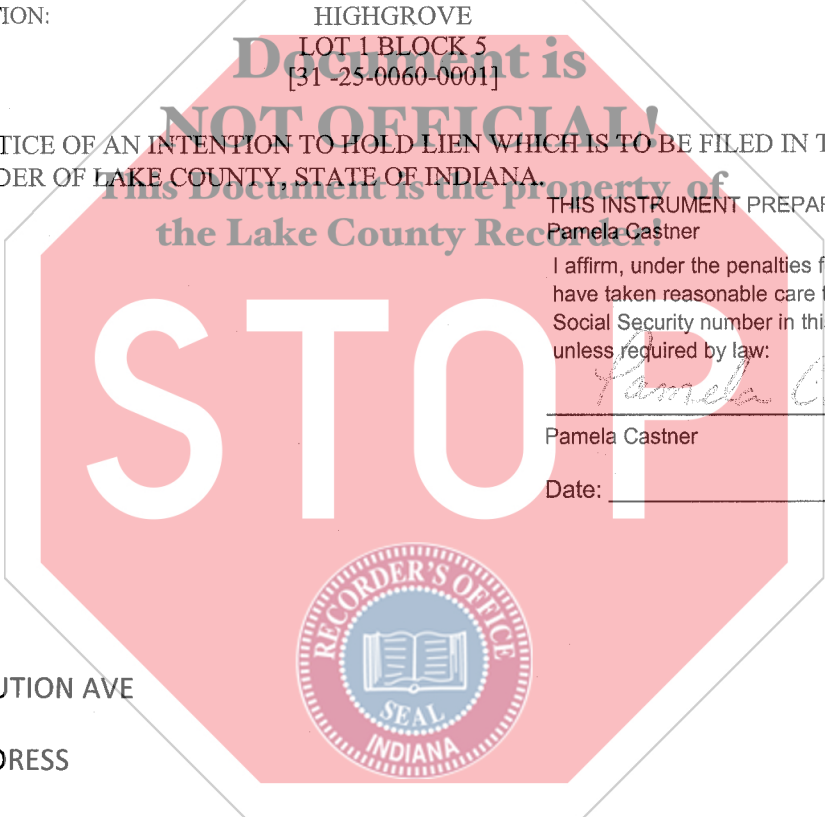 TION:
HIGHGROVE
LOT 1 BLOCK 5
[31 -25-0060-0001]
Document is
NOT OFFICIAL!
TICE OF AN INTENTION TO HOLD LIEN WHICH IS TO BE FILED IN T
DER OF LAKE COUNTY, STATE OF INDIANA.
This Document is the property of
the Lake County Recorder!
THIS INSTRUMENT PREPAR
Pamela Castner
I affirm, under the penalties f
have taken reasonable care t
Social Security number in this
unless required by law:
Pamela C
Pamela Castner
Date:
STOP
RECORDER'S OFFICE
SEAL
INDIANA
UTION AVE
DRESS